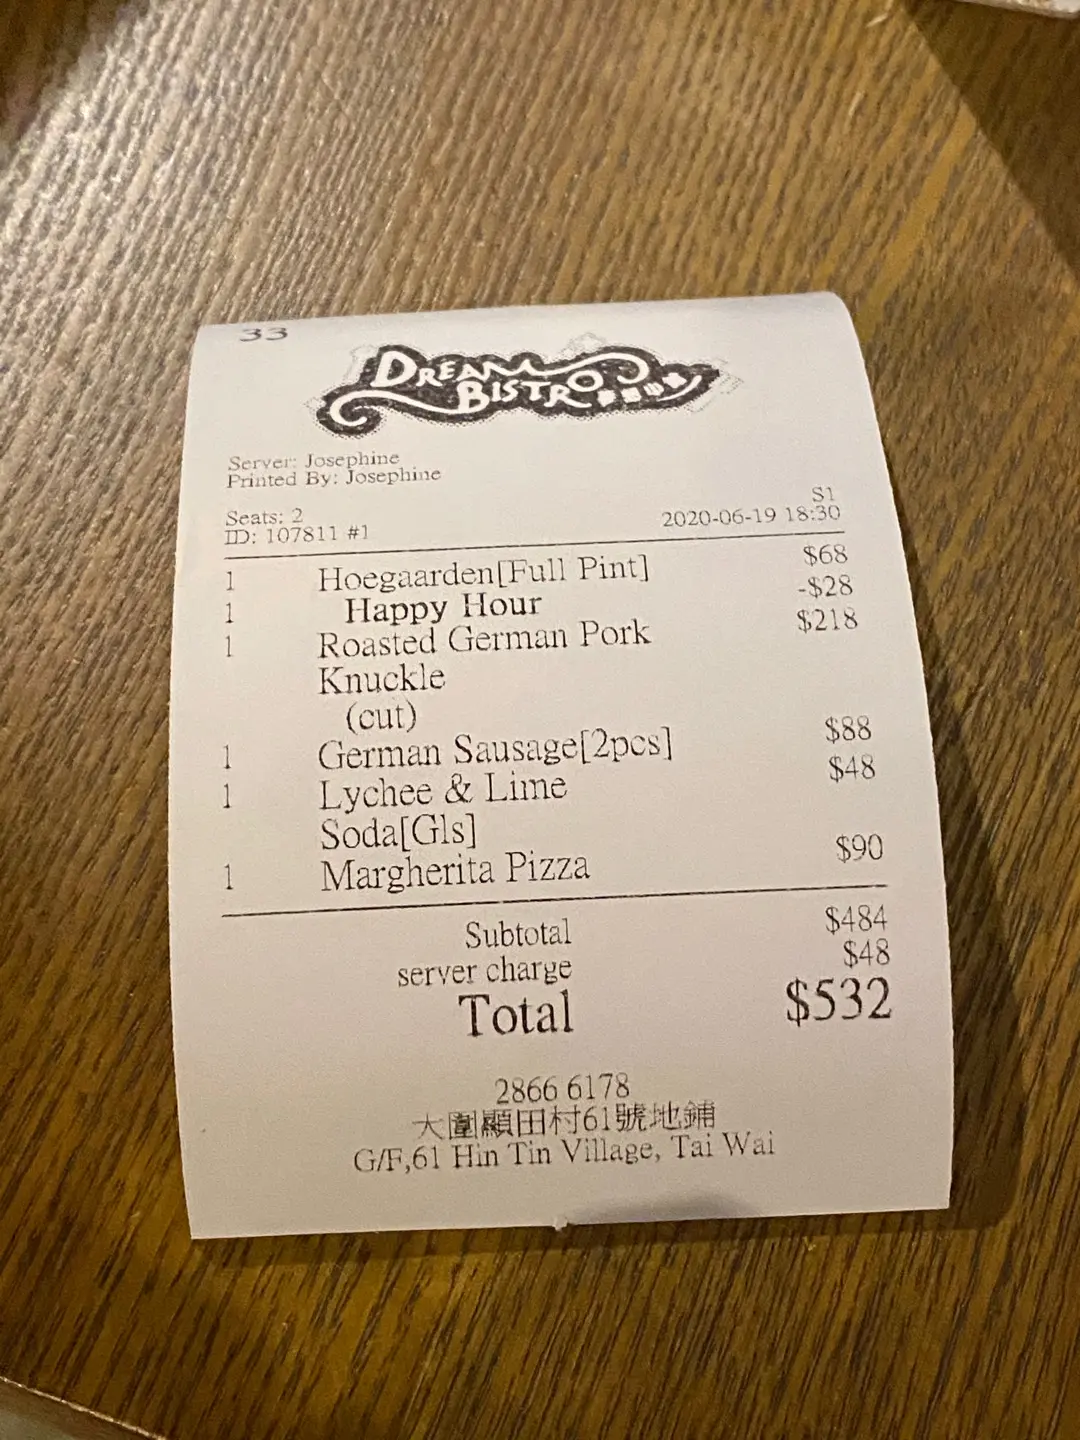 33
DREAM
BISTRO
Server: Josephine
Printed By: Josephine
S1
Seats: 2
2020-06-19 18:30
ID: 107811 #1
1 Hoegaarden[Full Pint] $68
1 Happy Hour -$28
1 Roasted German Pork $218
Knuckle
(cut)
1 German Sausage[2pcs] $88
1 Lychee & Lime $48
Soda[Gls]
1 Margherita Pizza $90
Subtotal $484
server charge $48
Total $532
2866 6178
大圍顯田村61號地鋪
G/F,61 Hin Tin Village, Tai Wai